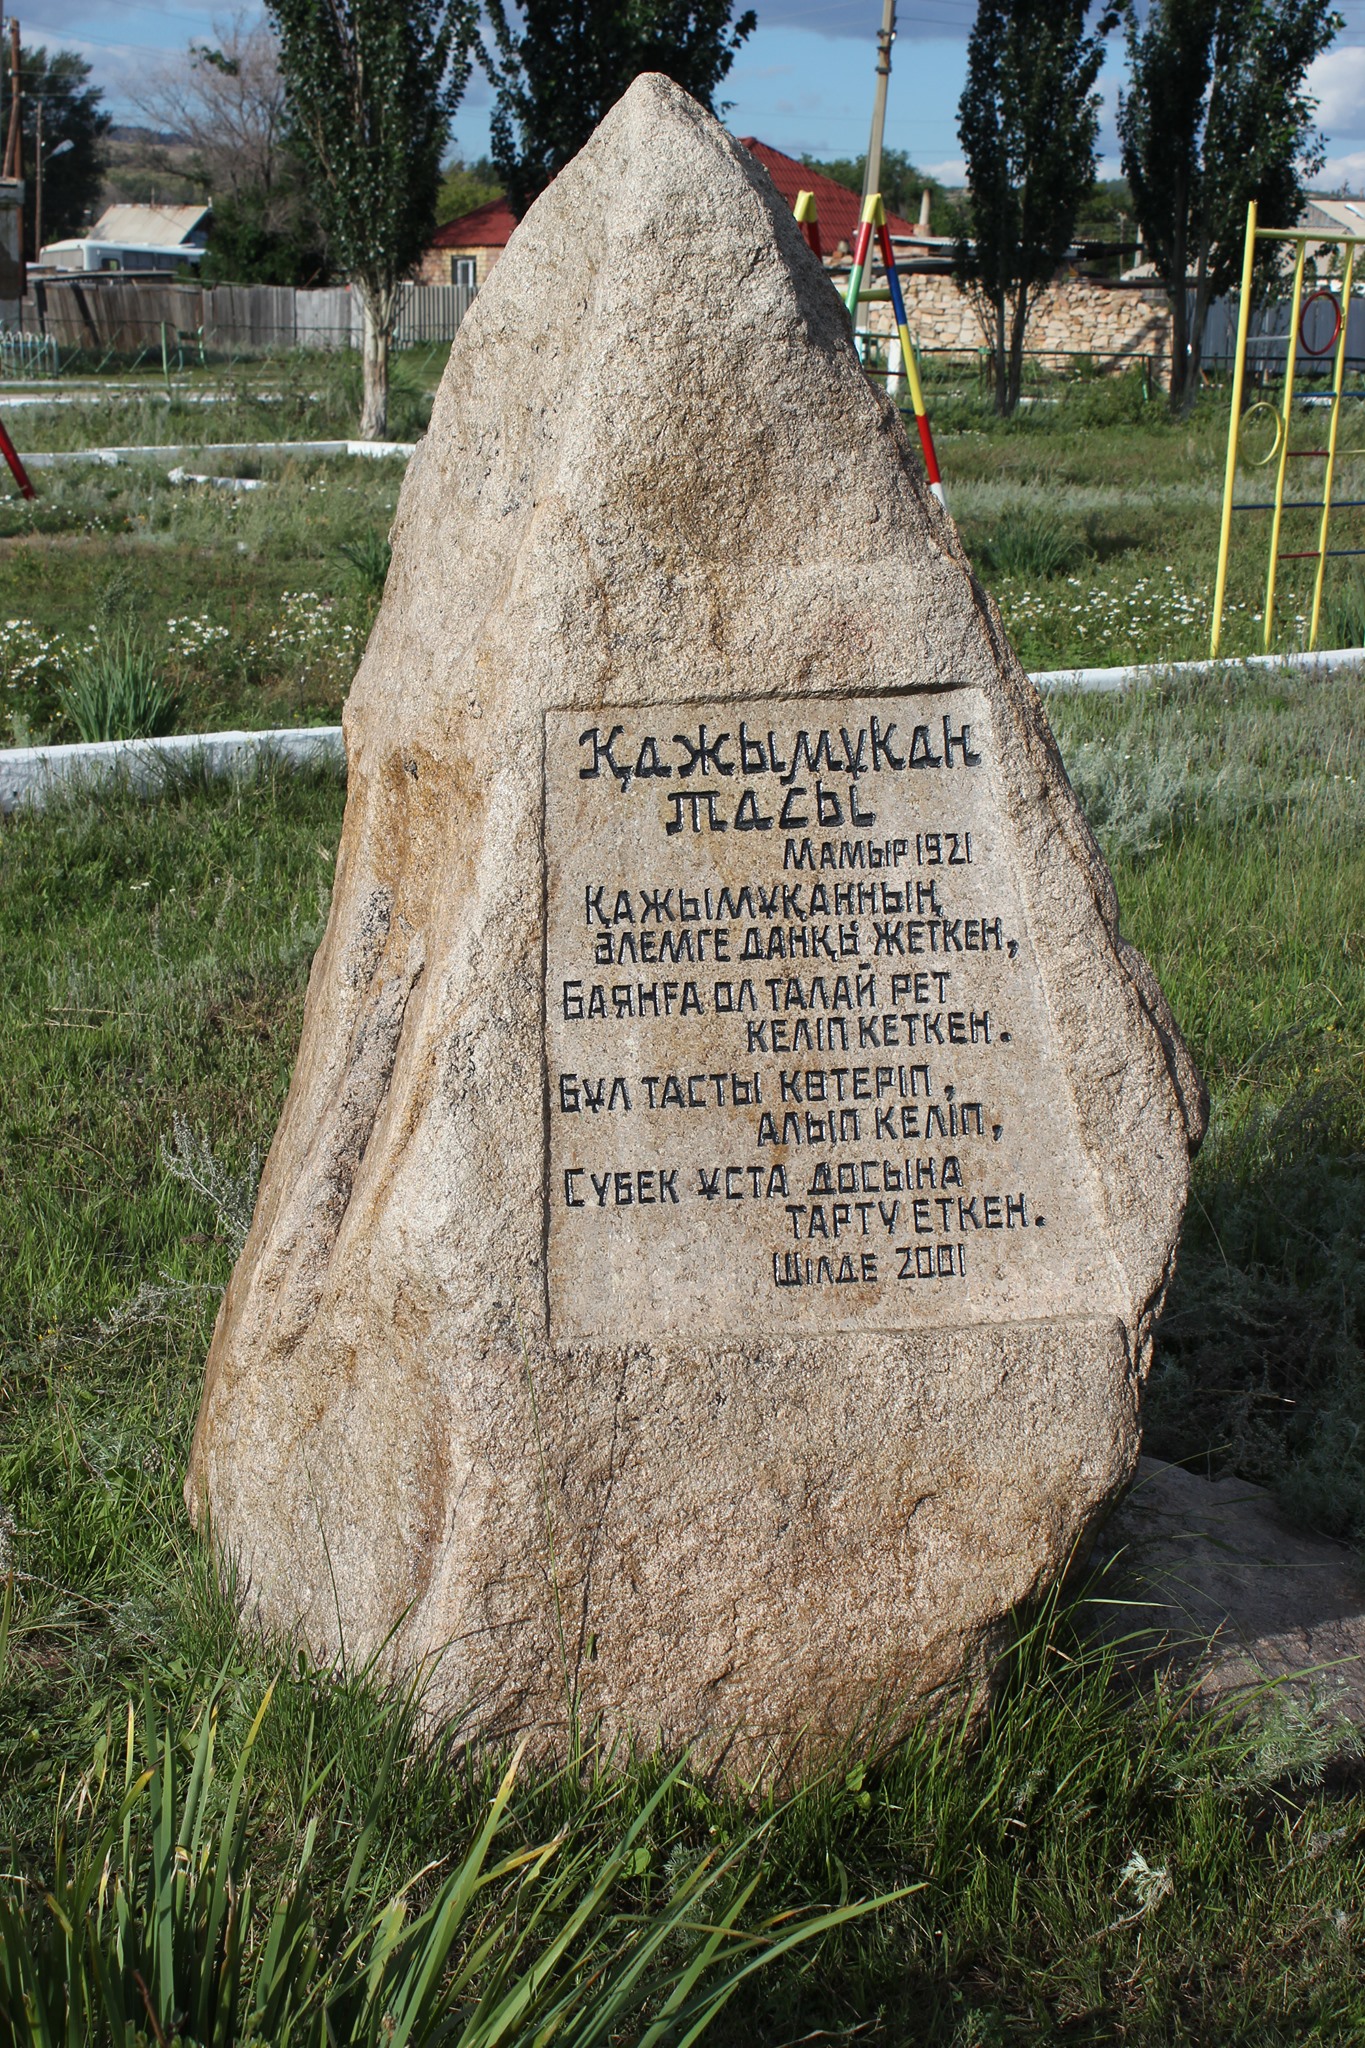 Қажымұқан
тасы
МАМЫР 1921
ҚАЖЫМҰҚАННЫҢ
ӘЛЕМГЕ ДАНҚЫ ЖЕТКЕН,
БАЯНҒА ОЛ ТАЛАЙ РЕТ
КЕЛІП КЕТКЕН.
БҰЛ ТАСТЫ КӨТЕРІП,
АЛЫП КЕЛІП,
СҮБЕК ҰСТА ДОСЫНА
ТАРТУ ЕТКЕН.
ШІЛДЕ 2001